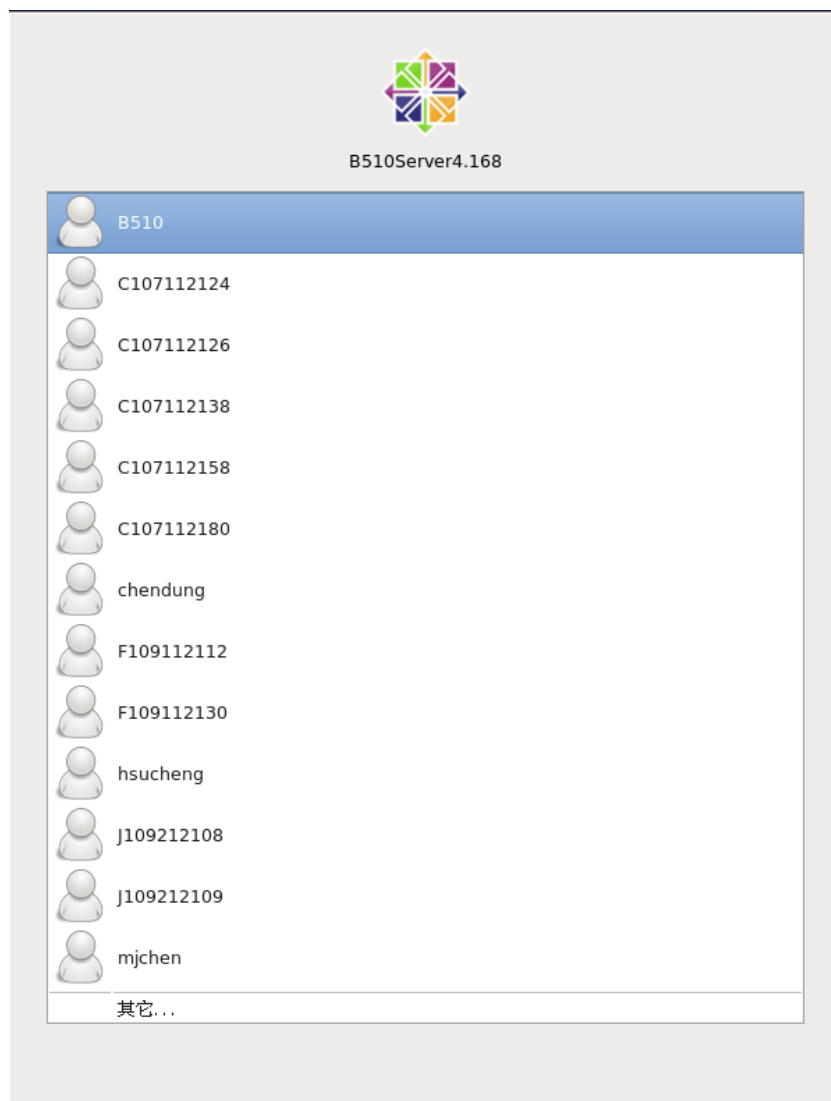 B510Server4.168
B510
C107112124
C107112126
C107112138
C107112158
C107112180
chendung
F109112112
F109112130
hsucheng
J109212108
J109212109
mjchen
其它...